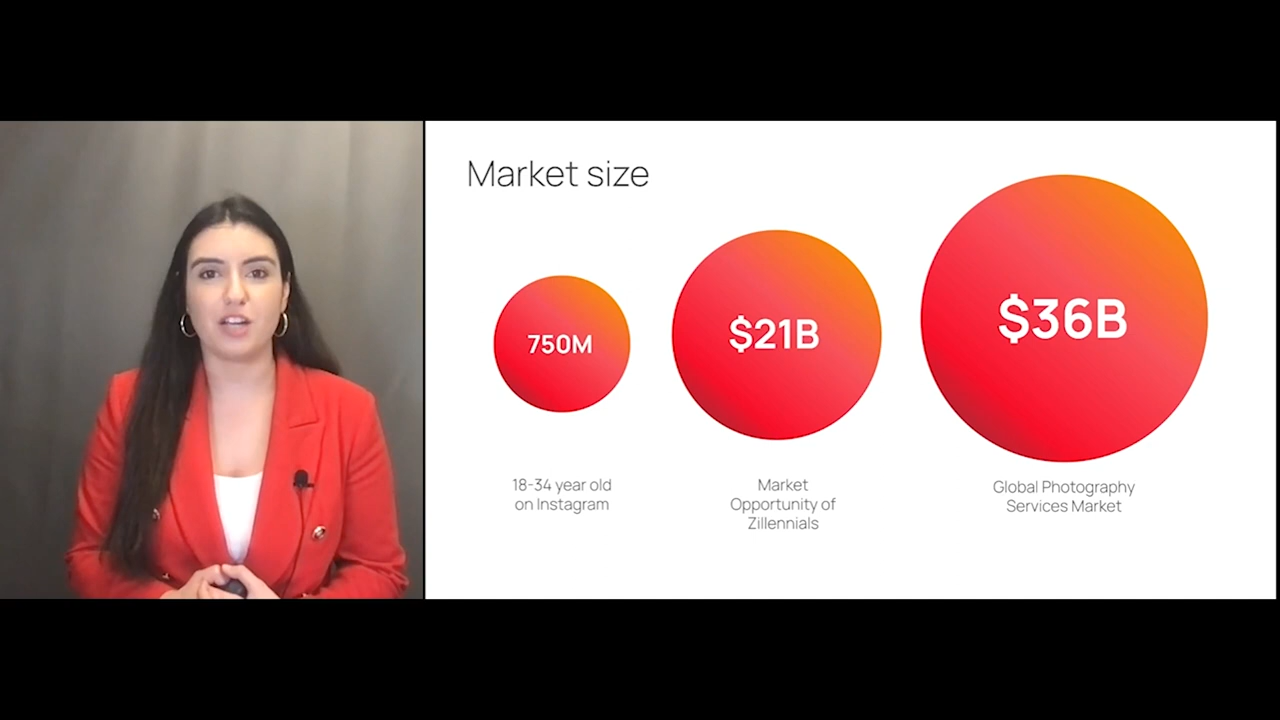 Market size
750M
$21B
$36B
18-34 year old
on Instagram
Market
Opportunity of
Zillennials
Global Photography
Services Market